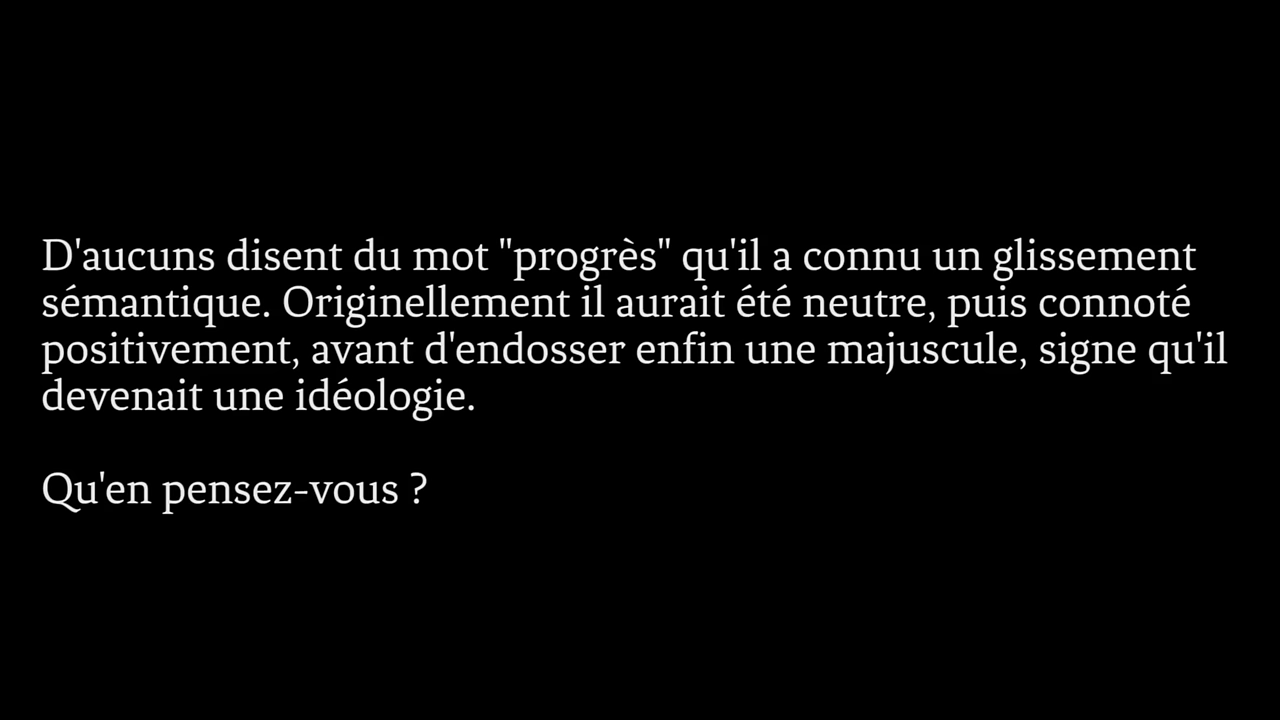 D'aucuns disent du mot "progrès" qu'il a connu un glissement
sémantique. Originellement il aurait été neutre, puis connoté
positivement, avant d'endosser enfin une majuscule, signe qu'il
devenait une idéologie.
Qu'en pensez-vous ?